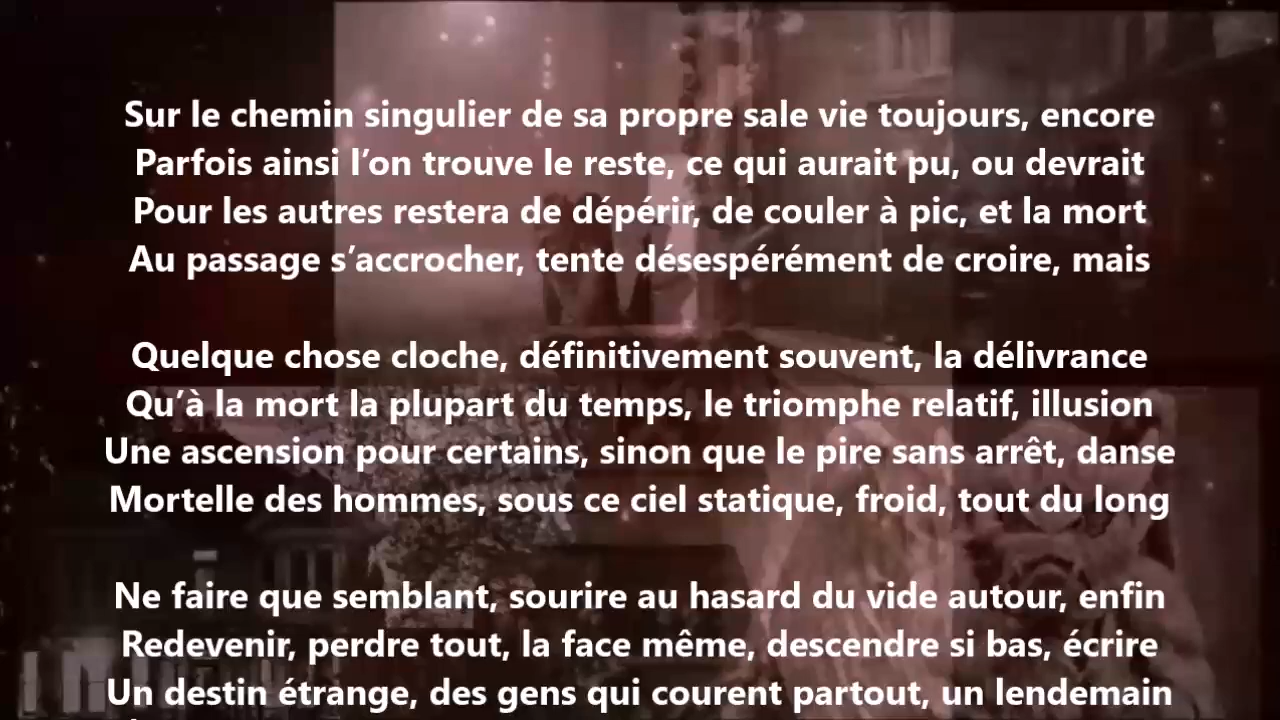 Sur le chemin singulier de sa propre sale vie toujours, encore
Parfois ainsi l’on trouve le reste, ce qui aurait pu, ou devrait
Pour les autres restera de dépérir, de couler à pic, et la mort
Au passage s’accrocher, tente désespérément de croire, mais
Quelque chose cloche, définitivement souvent, la délivrance
Qu’à la mort la plupart du temps, le triomphe relatif, illusion
Une ascension pour certains, sinon que le pire sans arrêt, danse
Mortelle des hommes, sous ce ciel statique, froid, tout du long
Ne faire que semblant, sourire au hasard du vide autour, enfin
Redevenir, perdre tout, la face même, descendre si bas, écrire
Un destin étrange, des gens qui courent partout, un lendemain